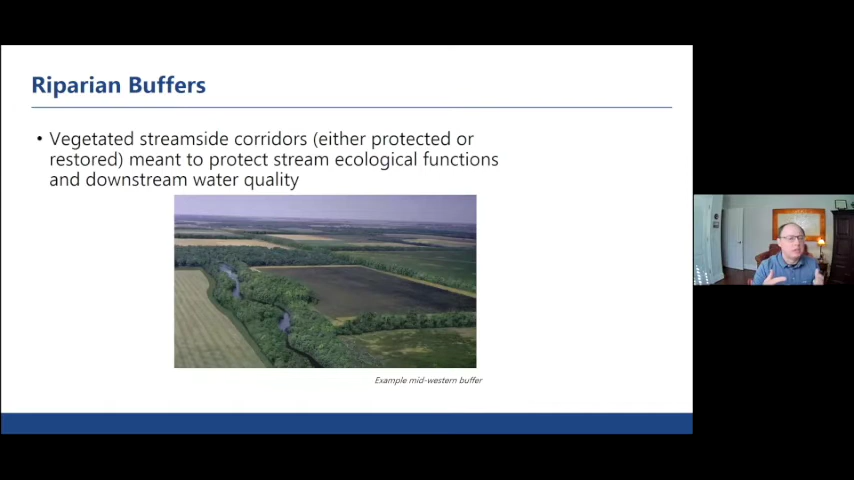 Riparian Buffers
• Vegetated streamside corridors (either protected or
restored) meant to protect stream ecological functions
and downstream water quality
Example mid-western buffer